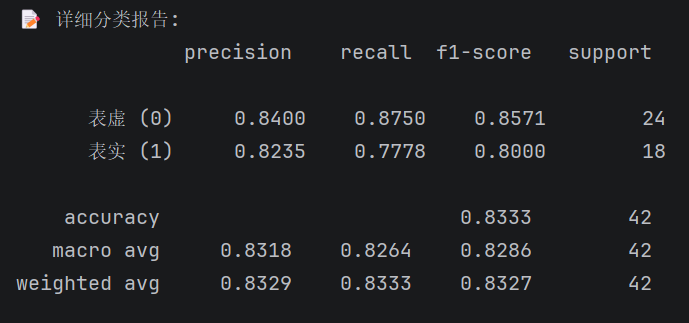 📝 详细分类报告:
precision recall f1-score support
表虚 (0) 0.8400 0.8750 0.8571 24
表实 (1) 0.8235 0.7778 0.8000 18
accuracy 0.8333 42
macro avg 0.8318 0.8264 0.8286 42
weighted avg 0.8329 0.8333 0.8327 42